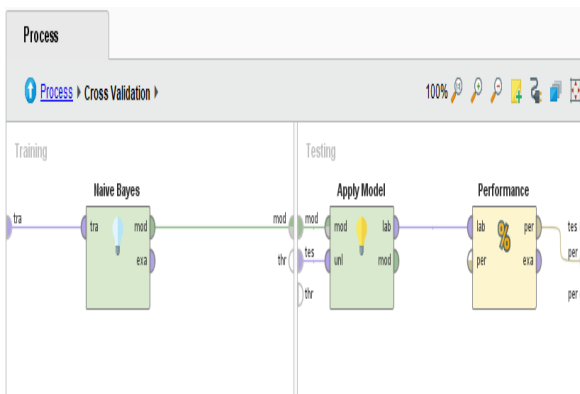 Process
Process Cross Validation
100%
Training
Testing
Naive Bayes
Apply Model
Performance
tra
tra
mod
exa
mod
thr
mod
tes
thr
mod
unl
lab
mod
lab
per
per
exa
%
tes
per
per